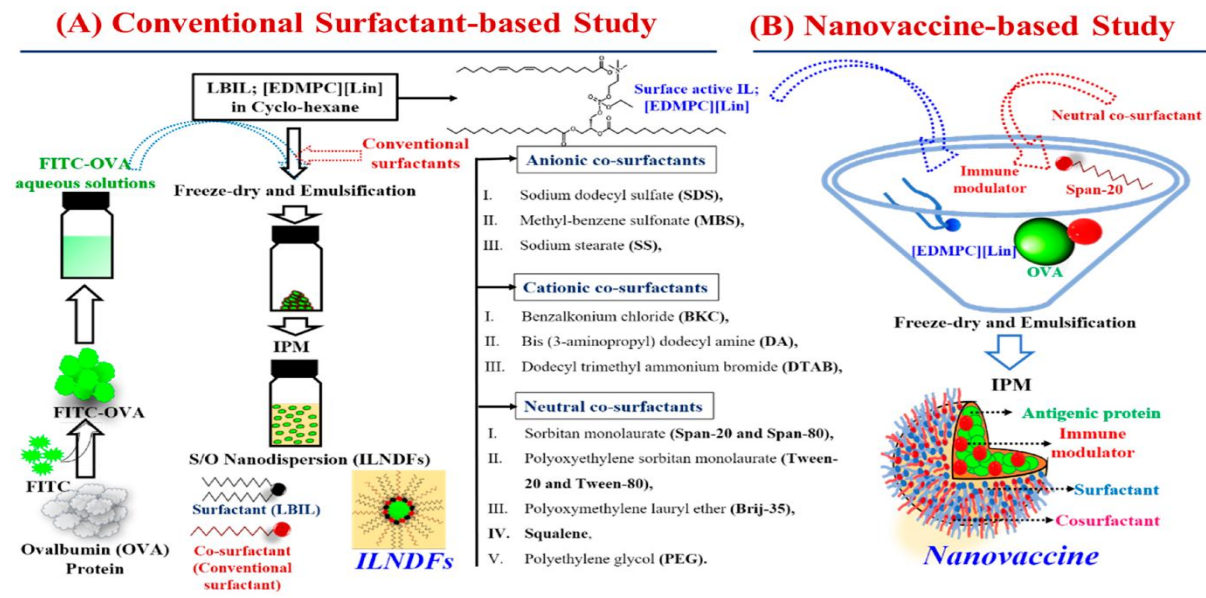 (A) Conventional Surfactant-based Study
LBIL; [EDMPC][Lin]
in Cyclo-hexane
Surface active IL;
[EDMPC][Lin]
Conventional
surfactants
FITC-OVA
aqueous solutions
Freeze-dry and Emulsification
IPM
FITC-OVA
FITC
Ovalbumin (OVA)
Protein
S/O Nanodispersion (ILNDFs)
Surfactant (LBIL)
Co-surfactant
(Conventional
surfactant)
ILNDFs
Anionic co-surfactants
I. Sodium dodecyl sulfate (SDS),
II. Methyl-benzene sulfonate (MBS),
III. Sodium stearate (SS),
Cationic co-surfactants
I. Benzalkonium chloride (BKC),
II. Bis (3-aminopropyl) dodecyl amine (DA),
III. Dodecyl trimethyl ammonium bromide (DTAB),
Neutral co-surfactants
I. Sorbitan monolaurate (Span-20 and Span-80),
II. Polyoxyethylene sorbitan monolaurate (Tween-
20 and Tween-80),
III. Polyoxymethylene lauryl ether (Brij-35),
IV. Squalene,
V. Polyethylene glycol (PEG).
(B) Nanovaccine-based Study
Neutral co-surfactant
Immune
modulator
Span-20
[EDMPC][Lin]
OVA
Freeze-dry and Emulsification
IPM
Antigenic protein
Immune
modulator
Surfactant
Cosurfactant
Nanovaccine